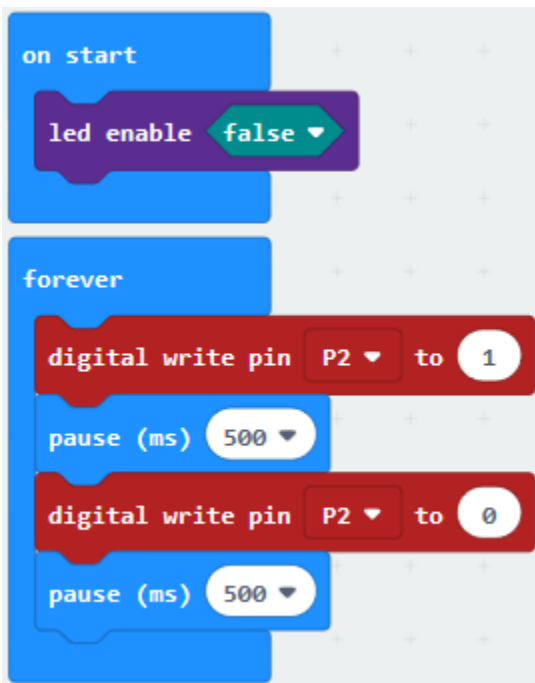 on start
led enable false
forever
digital write pin P2 to 1
pause (ms) 500
digital write pin P2 to 0
pause (ms) 500